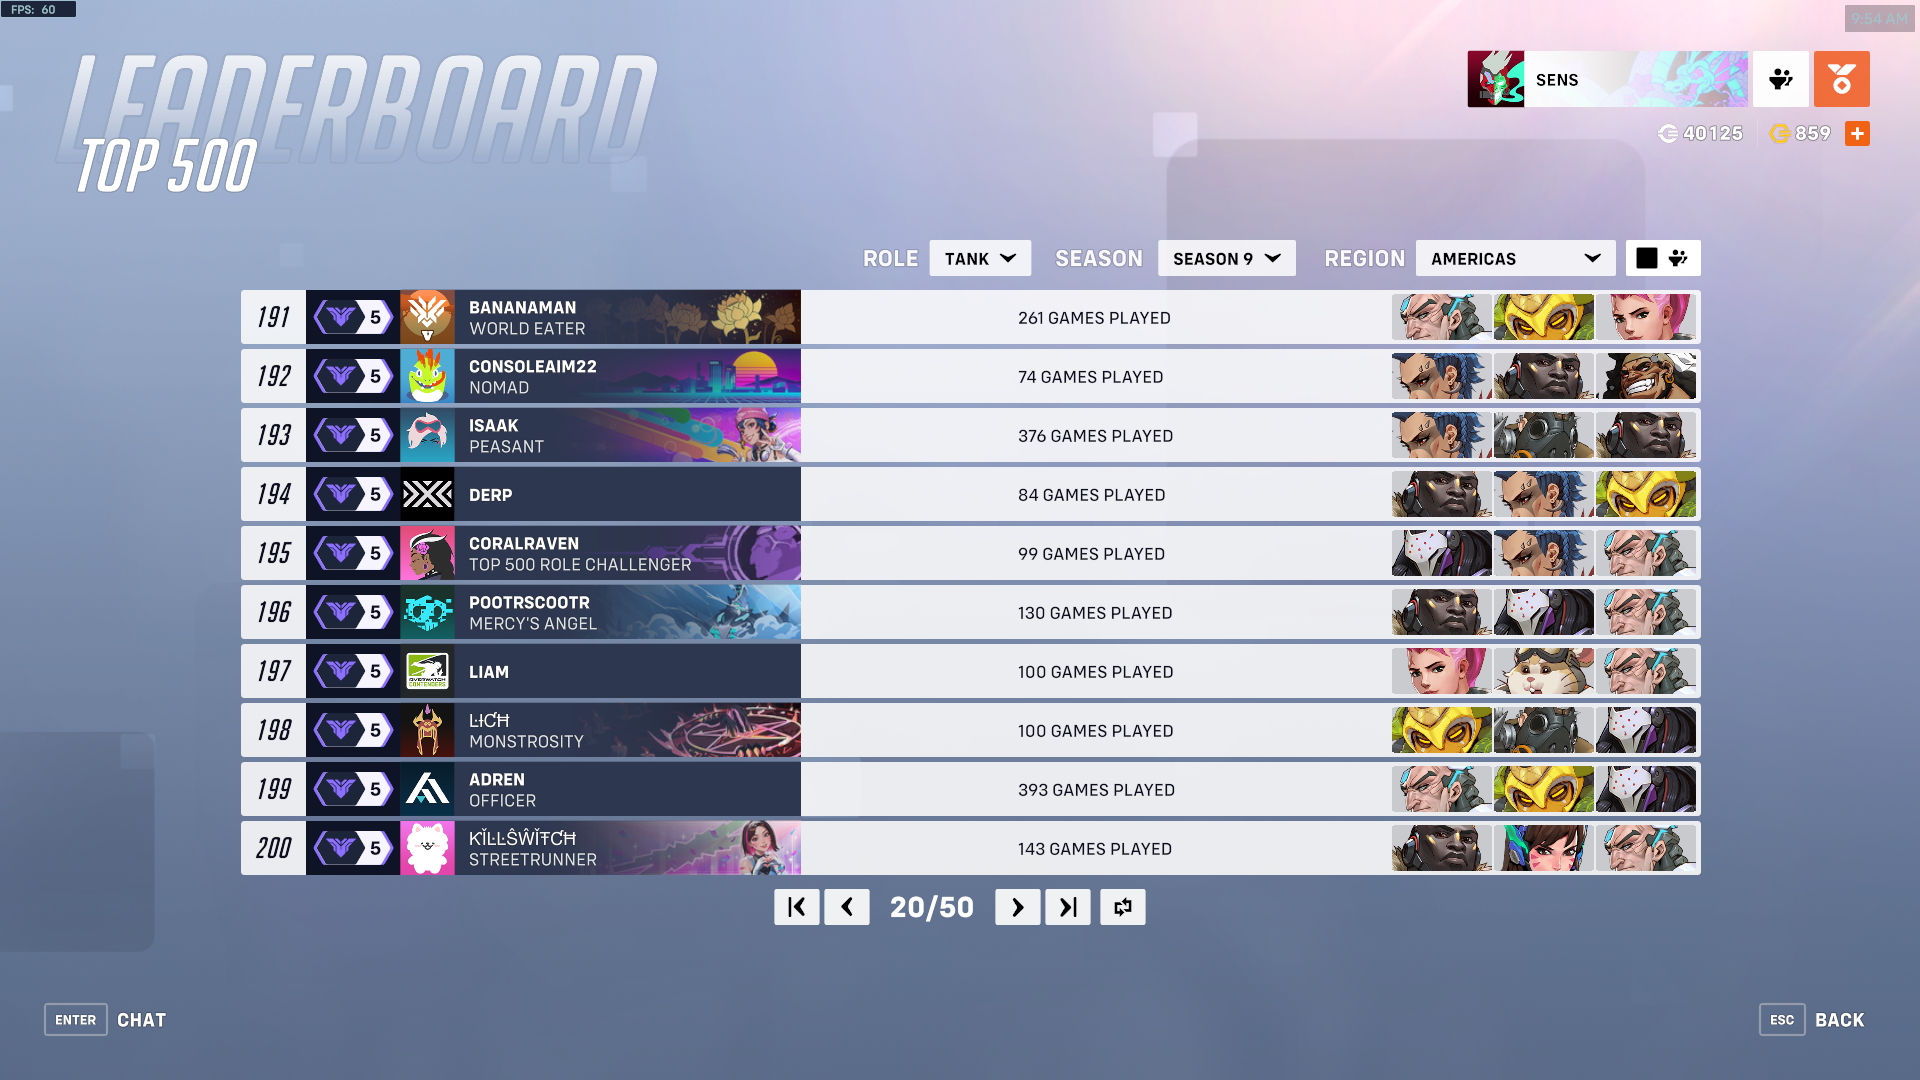 FPS: 60
9:54 AM
LEADERBOARD
TOP 500
SENS
40125
859
ROLE
TANK
SEASON
SEASON 9
REGION
AMERICAS
191
5
BANANAMAN
WORLD EATER
261 GAMES PLAYED
192
5
CONSOLEAIM22
NOMAD
74 GAMES PLAYED
193
5
ISAAK
PEASANT
376 GAMES PLAYED
194
5
DERP
84 GAMES PLAYED
195
5
CORALRAVEN
TOP 500 ROLE CHALLENGER
99 GAMES PLAYED
196
5
POOTRSCOOTR
MERCY'S ANGEL
130 GAMES PLAYED
197
5
OVERWATCH
CONTENDERS
LIAM
100 GAMES PLAYED
198
5
ŁƗƇĦ
MONSTROSITY
100 GAMES PLAYED
199
5
ADREN
OFFICER
393 GAMES PLAYED
200
5
ƘǏĿĿŜŴǏŦƇĦ
STREETRUNNER
143 GAMES PLAYED
20/50
ENTER
CHAT
ESC
BACK